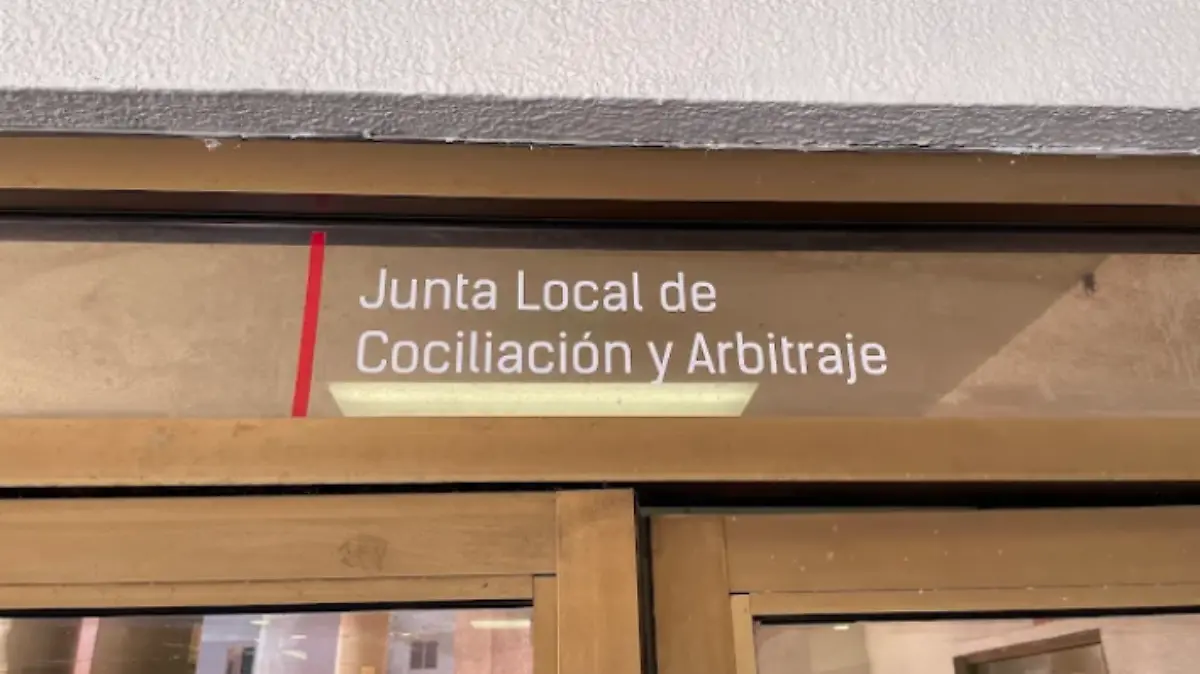 Junta Local de
Cociliación y Arbitraje